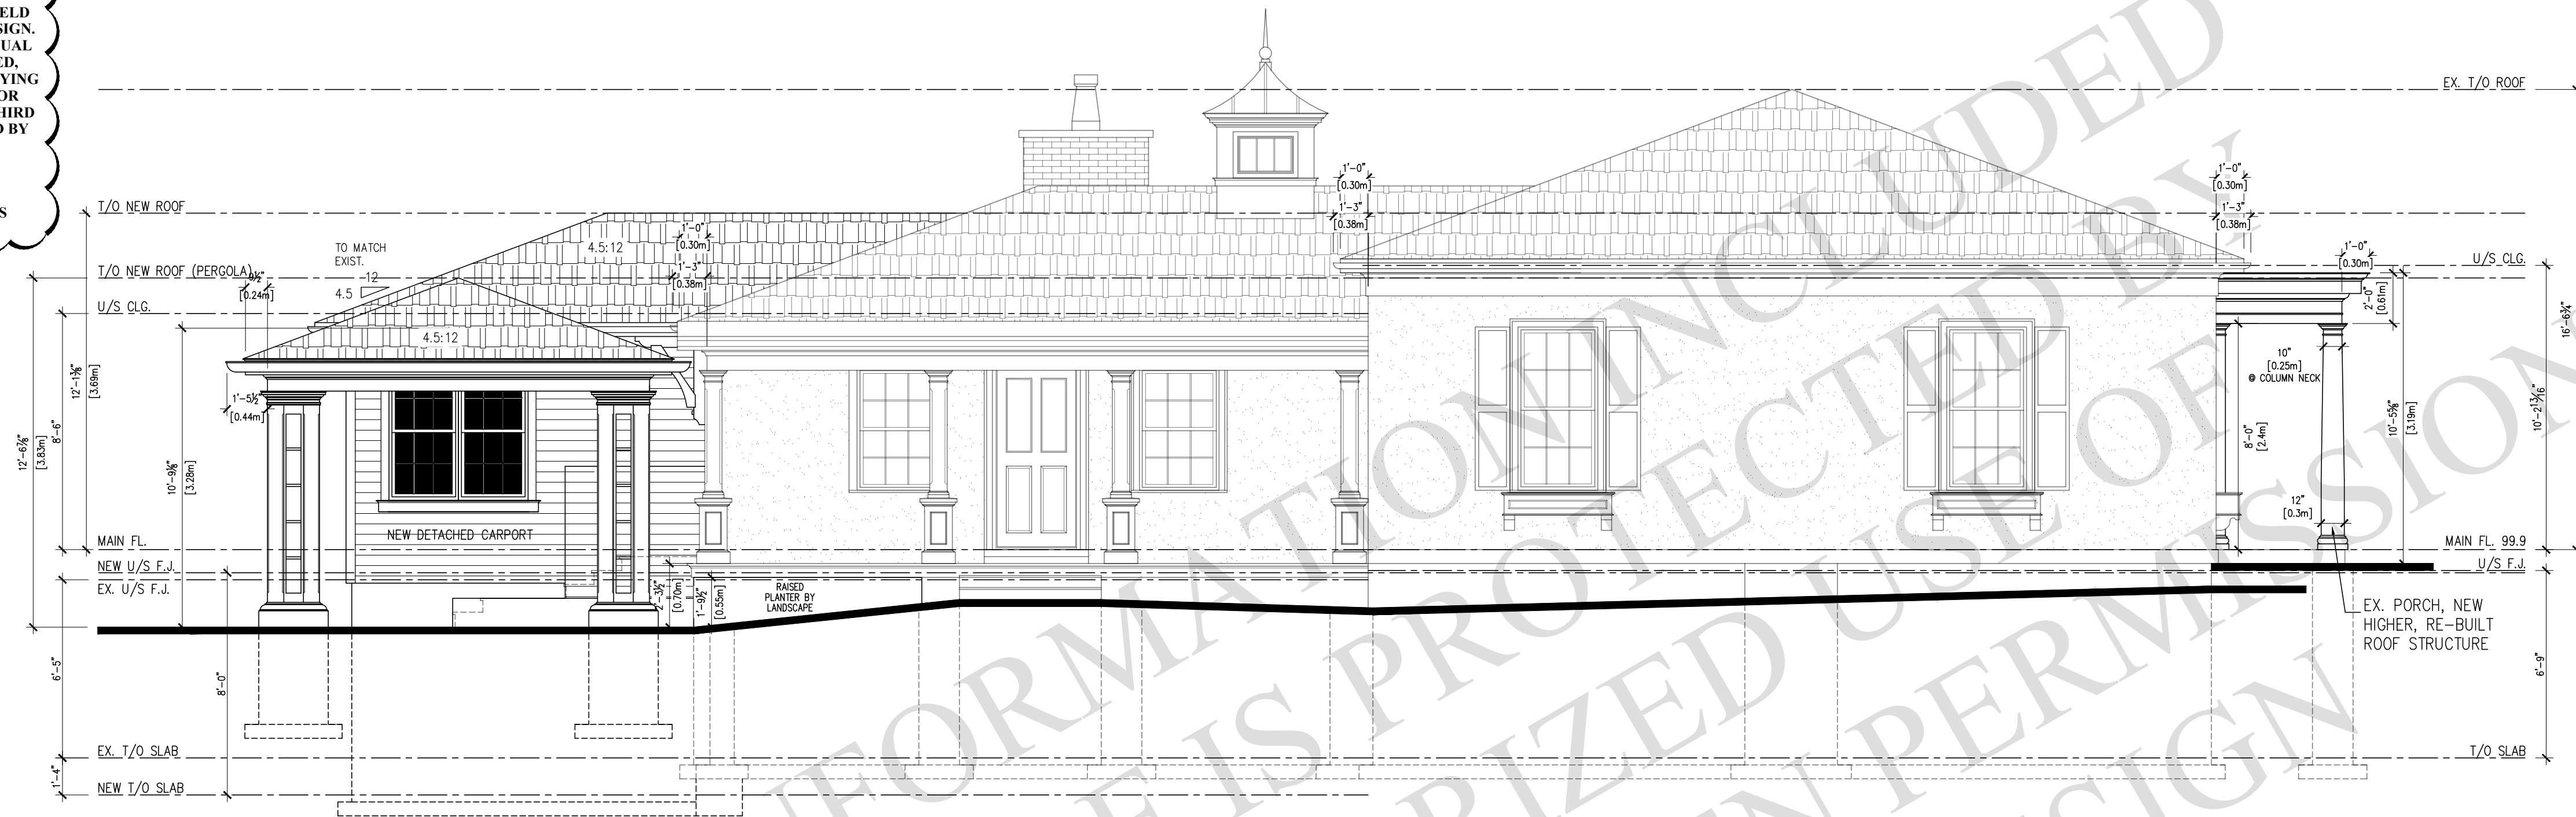 ELD
SIGN.
UAL
ED,
YING
OR
HIRD
D BY
S
EX. T/O ROOF
T/O NEW ROOF
TO MATCH
EXIST.
12
4.5
4.5:12
1'-0"
[0.30m]
1'-3"
[0.38m]
1'-0"
[0.30m]
1'-3"
[0.38m]
1'-0"
[0.30m]
1'-3"
[0.38m]
1'-0"
[0.30m]
T/O NEW ROOF (PERGOLA)
9½"
[0.24m]
U/S CLG.
U/S CLG.
4.5:12
2'-0"
[0.61m]
16'-6¾"
12'-1⅜"
[3.69m]
12'-6⅞"
[3.83m]
8'-6"
10'-9⅛"
[3.28m]
1'-5½"
[0.44m]
10"
[0.25m]
@ COLUMN NECK
8'-0"
[2.4m]
10'-5⅝"
[3.19m]
10'-2 13/16"
12"
[0.3m]
NEW DETACHED CARPORT
MAIN FL.
MAIN FL. 99.9
NEW U/S F.J.
U/S F.J.
EX. U/S F.J.
2'-3½"
[0.70m]
1'-9½"
[0.55m]
RAISED
PLANTER BY
LANDSCAPE
EX. PORCH, NEW
HIGHER, RE-BUILT
ROOF STRUCTURE
6'-5"
8'-0"
6'-9"
EX. T/O SLAB
T/O SLAB
1'-4"
NEW T/O SLAB
INFORMATION INCLUDED
IS PROTECTED BY
USE OF
PERMISSION